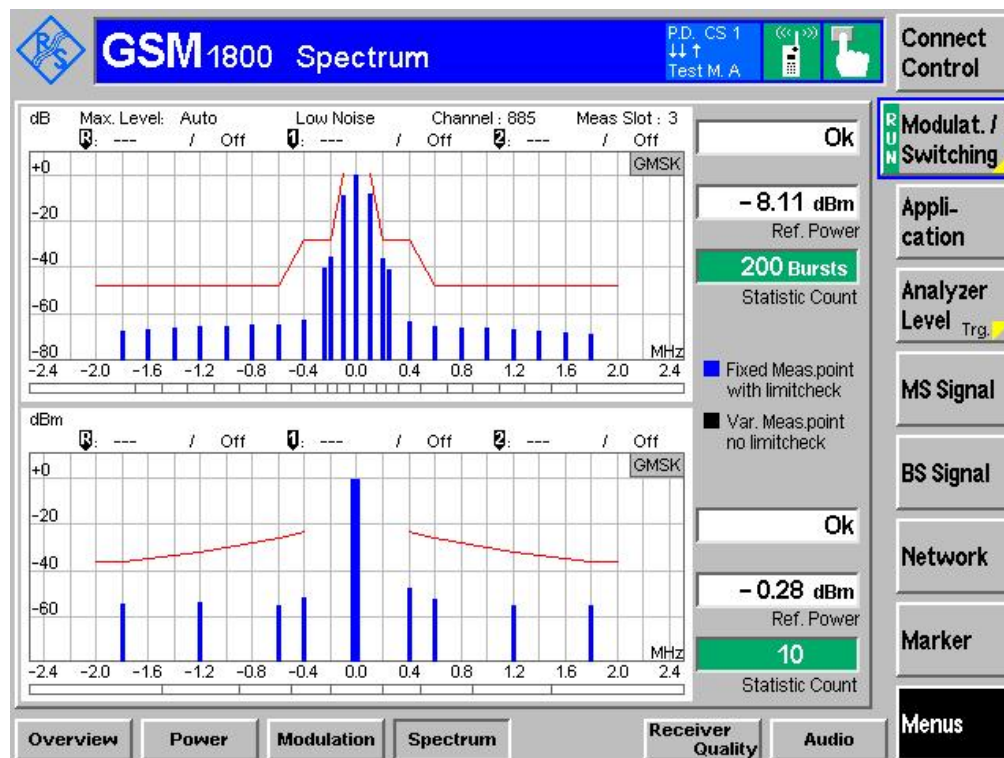 R S
GSM 1800 Spectrum
P.D. CS 1
↓↓ ↑
Test M. A
Connect
Control
dB Max. Level: Auto Low Noise Channel : 885 Meas Slot : 3
R: --- / Off 1: --- / Off 2: --- / Off
GMSK
+0
-20
-40
-60
-80
MHz
-2.4 -2.0 -1.6 -1.2 -0.8 -0.4 0.0 0.4 0.8 1.2 1.6 2.0 2.4
Ok
-8.11 dBm
Ref. Power
200 Bursts
Statistic Count
Fixed Meas.point
with limitcheck
Var. Meas.point
no limitcheck
dBm
R: --- / Off 1: --- / Off 2: --- / Off
GMSK
+0
-20
-40
-60
MHz
-2.4 -2.0 -1.6 -1.2 -0.8 -0.4 0.0 0.4 0.8 1.2 1.6 2.0 2.4
Ok
-0.28 dBm
Ref. Power
10
Statistic Count
RUN
Modulat. /
Switching
Appli-
cation
Analyzer
Level Trg.
MS Signal
BS Signal
Network
Marker
Menus
Overview Power Modulation Spectrum Receiver Quality Audio